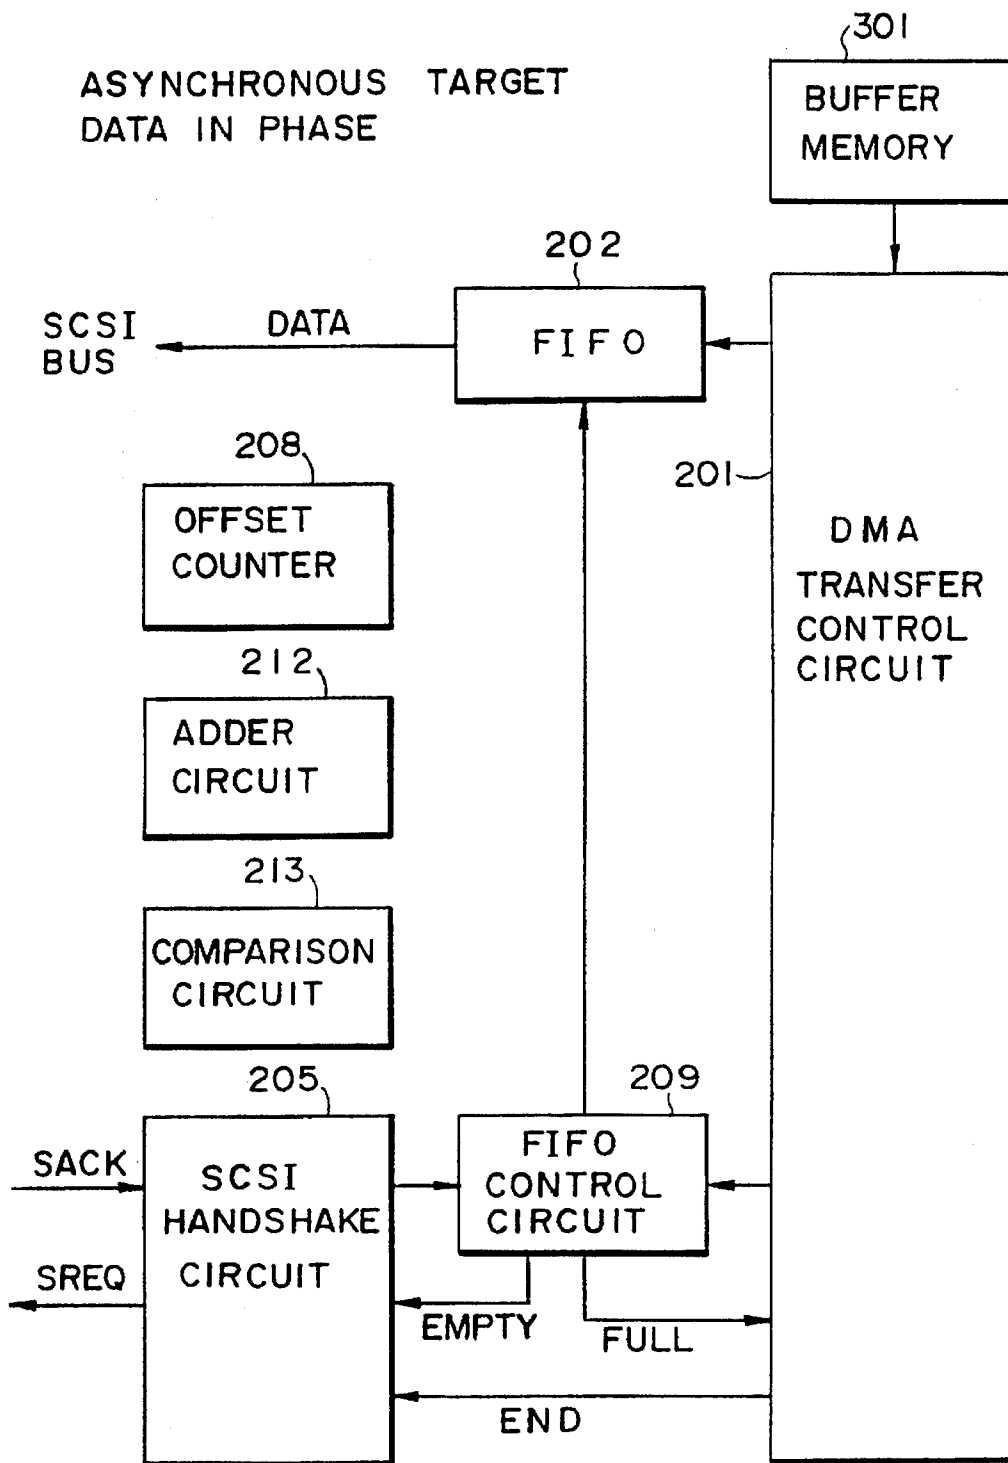 301
ASYNCHRONOUS TARGET
DATA IN PHASE
BUFFER
MEMORY
202
SCSI
BUS
DATA
FIFO
208
201
OFFSET
COUNTER
DMA
TRANSFER
CONTROL
CIRCUIT
212
ADDER
CIRCUIT
213
COMPARISON
CIRCUIT
205
209
SACK
SCSI
HANDSHAKE
CIRCUIT
FIFO
CONTROL
CIRCUIT
SREQ
EMPTY
FULL
END